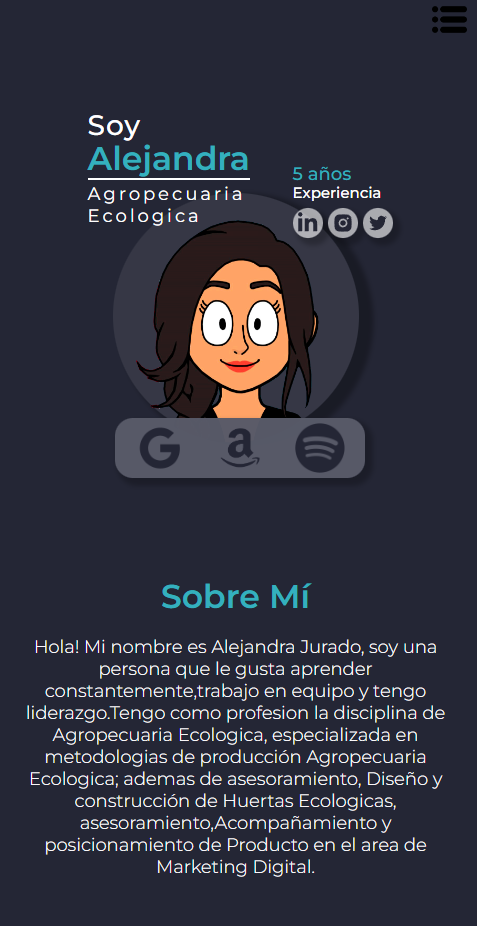 Soy
Alejandra
Agropecuaria
Ecologica
5 años
Experiencia
Sobre Mí
Hola! Mi nombre es Alejandra Jurado, soy una
persona que le gusta aprender
constantemente,trabajo en equipo y tengo
liderazgo.Tengo como profesion la disciplina de
Agropecuaria Ecologica, especializada en
metodologias de producción Agropecuaria
Ecologica; ademas de asesoramiento, Diseño y
construcción de Huertas Ecologicas,
asesoramiento,Acompañamiento y
posicionamiento de Producto en el area de
Marketing Digital.